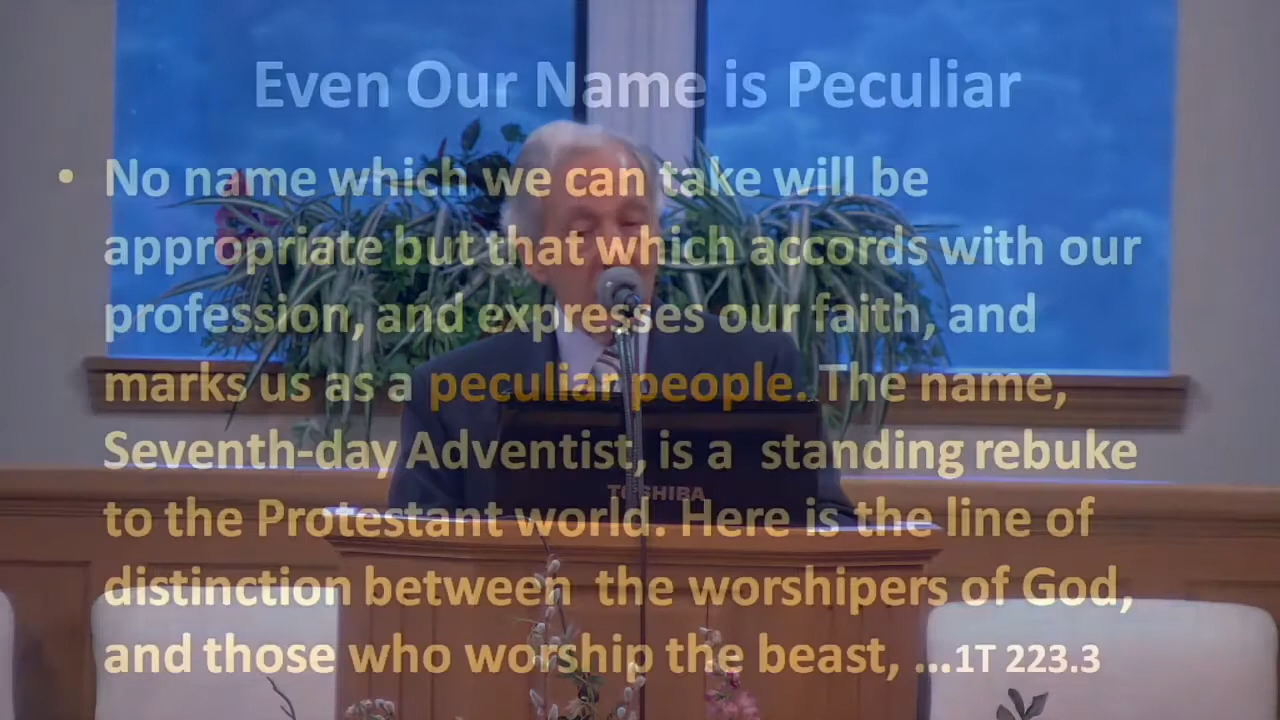 Even Our Name is Peculiar
• No name which we can take will be
appropriate but that which accords with our
profession, and expresses our faith, and
marks us as a peculiar people. The name,
Seventh-day Adventist, is a standing rebuke
TOSHIBA
to the Protestant world. Here is the line of
distinction between the worshipers of God,
and those who worship the beast, ...1T 223.3